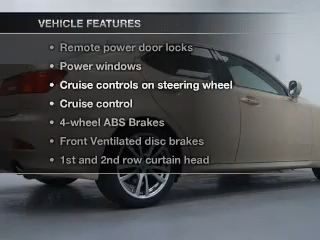 VEHICLE FEATURES
• Remote power door locks
• Power windows
• Cruise controls on steering wheel
• Cruise control
• 4-wheel ABS Brakes
• Front Ventilated disc brakes
• 1st and 2nd row curtain head